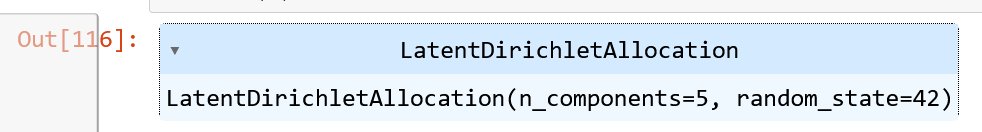 Out[116]:
LatentDirichletAllocation
LatentDirichletAllocation(n_components=5, random_state=42)